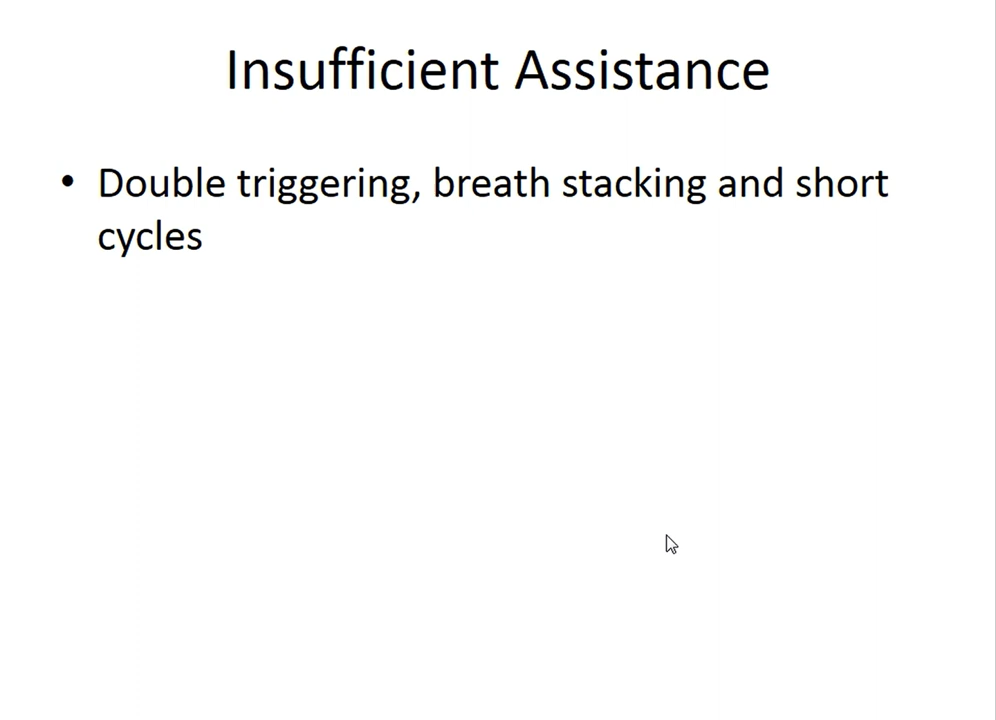 Insufficient Assistance
• Double triggering, breath stacking and short
cycles